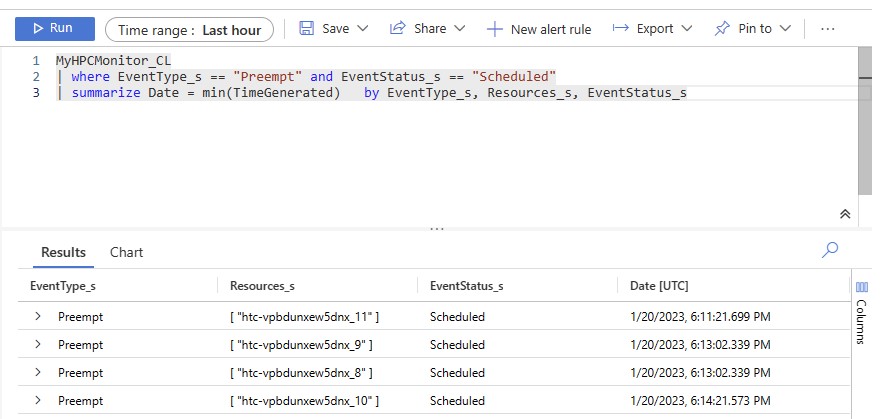 Run Time range : Last hour Save Share New alert rule Export Pin to
1 MyHPCMonitor_CL
2 | where EventType_s == "Preempt" and EventStatus_s == "Scheduled"
3 | summarize Date = min(TimeGenerated)   by EventType_s, Resources_s, EventStatus_s
Results Chart
EventType_s Resources_s EventStatus_s Date [UTC]
Preempt [ "htc-vpbdunxew5dnx_11" ] Scheduled 1/20/2023, 6:11:21.699 PM
Preempt [ "htc-vpbdunxew5dnx_9" ] Scheduled 1/20/2023, 6:13:02.339 PM
Preempt [ "htc-vpbdunxew5dnx_8" ] Scheduled 1/20/2023, 6:13:02.339 PM
Preempt [ "htc-vpbdunxew5dnx_10" ] Scheduled 1/20/2023, 6:14:21.573 PM
Columns